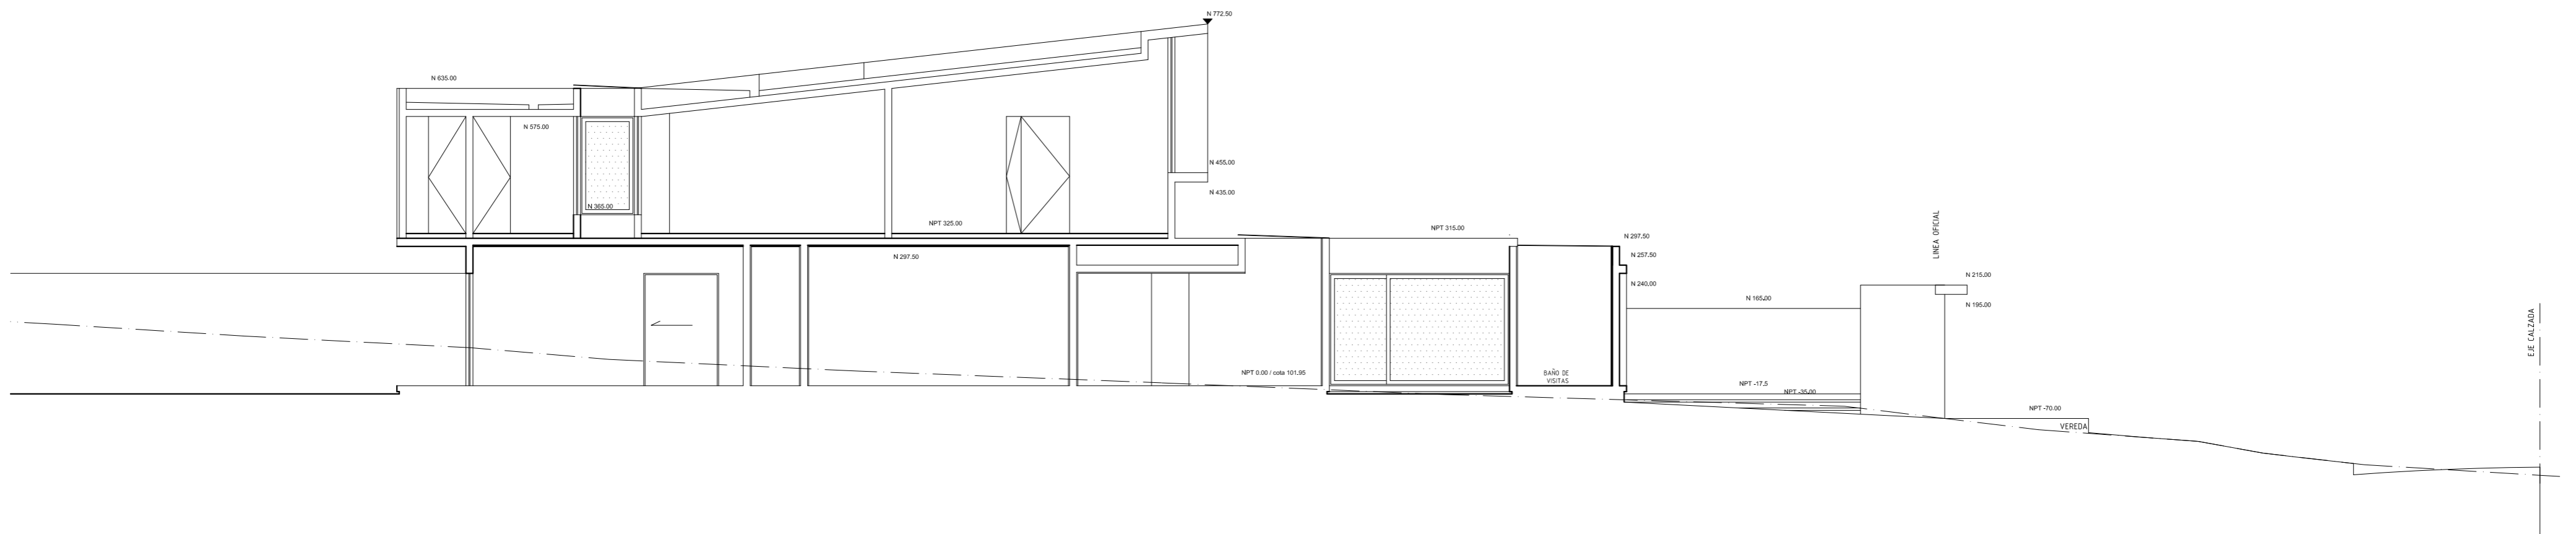 N 772.50
N 635.00
N 575.00
N 455.00
N 435.00
N 365.00
NPT 325.00
NPT 315.00
LINEA OFICIAL
N 297.50
N 297.50
N 257.50
N 240.00
N 215.00
N 195.00
N 165.00
EJE CALZADA
NPT 0.00 / cota 101.95
BAÑO DE
VISITAS
NPT -17.5
NPT -35.00
NPT -70.00
VEREDA